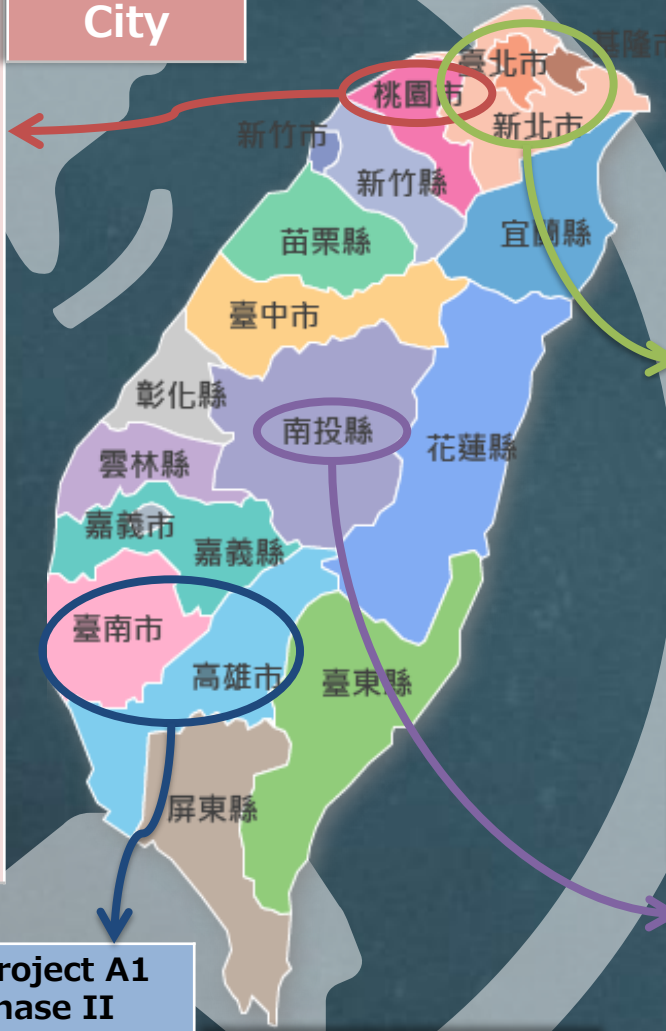 City
基隆市
臺北市
桃園市
新北市
新竹市
新竹縣
宜蘭縣
苗栗縣
臺中市
彰化縣
南投縣
花蓮縣
雲林縣
嘉義市
嘉義縣
臺南市
高雄市
臺東縣
屏東縣
roject A1
hase II